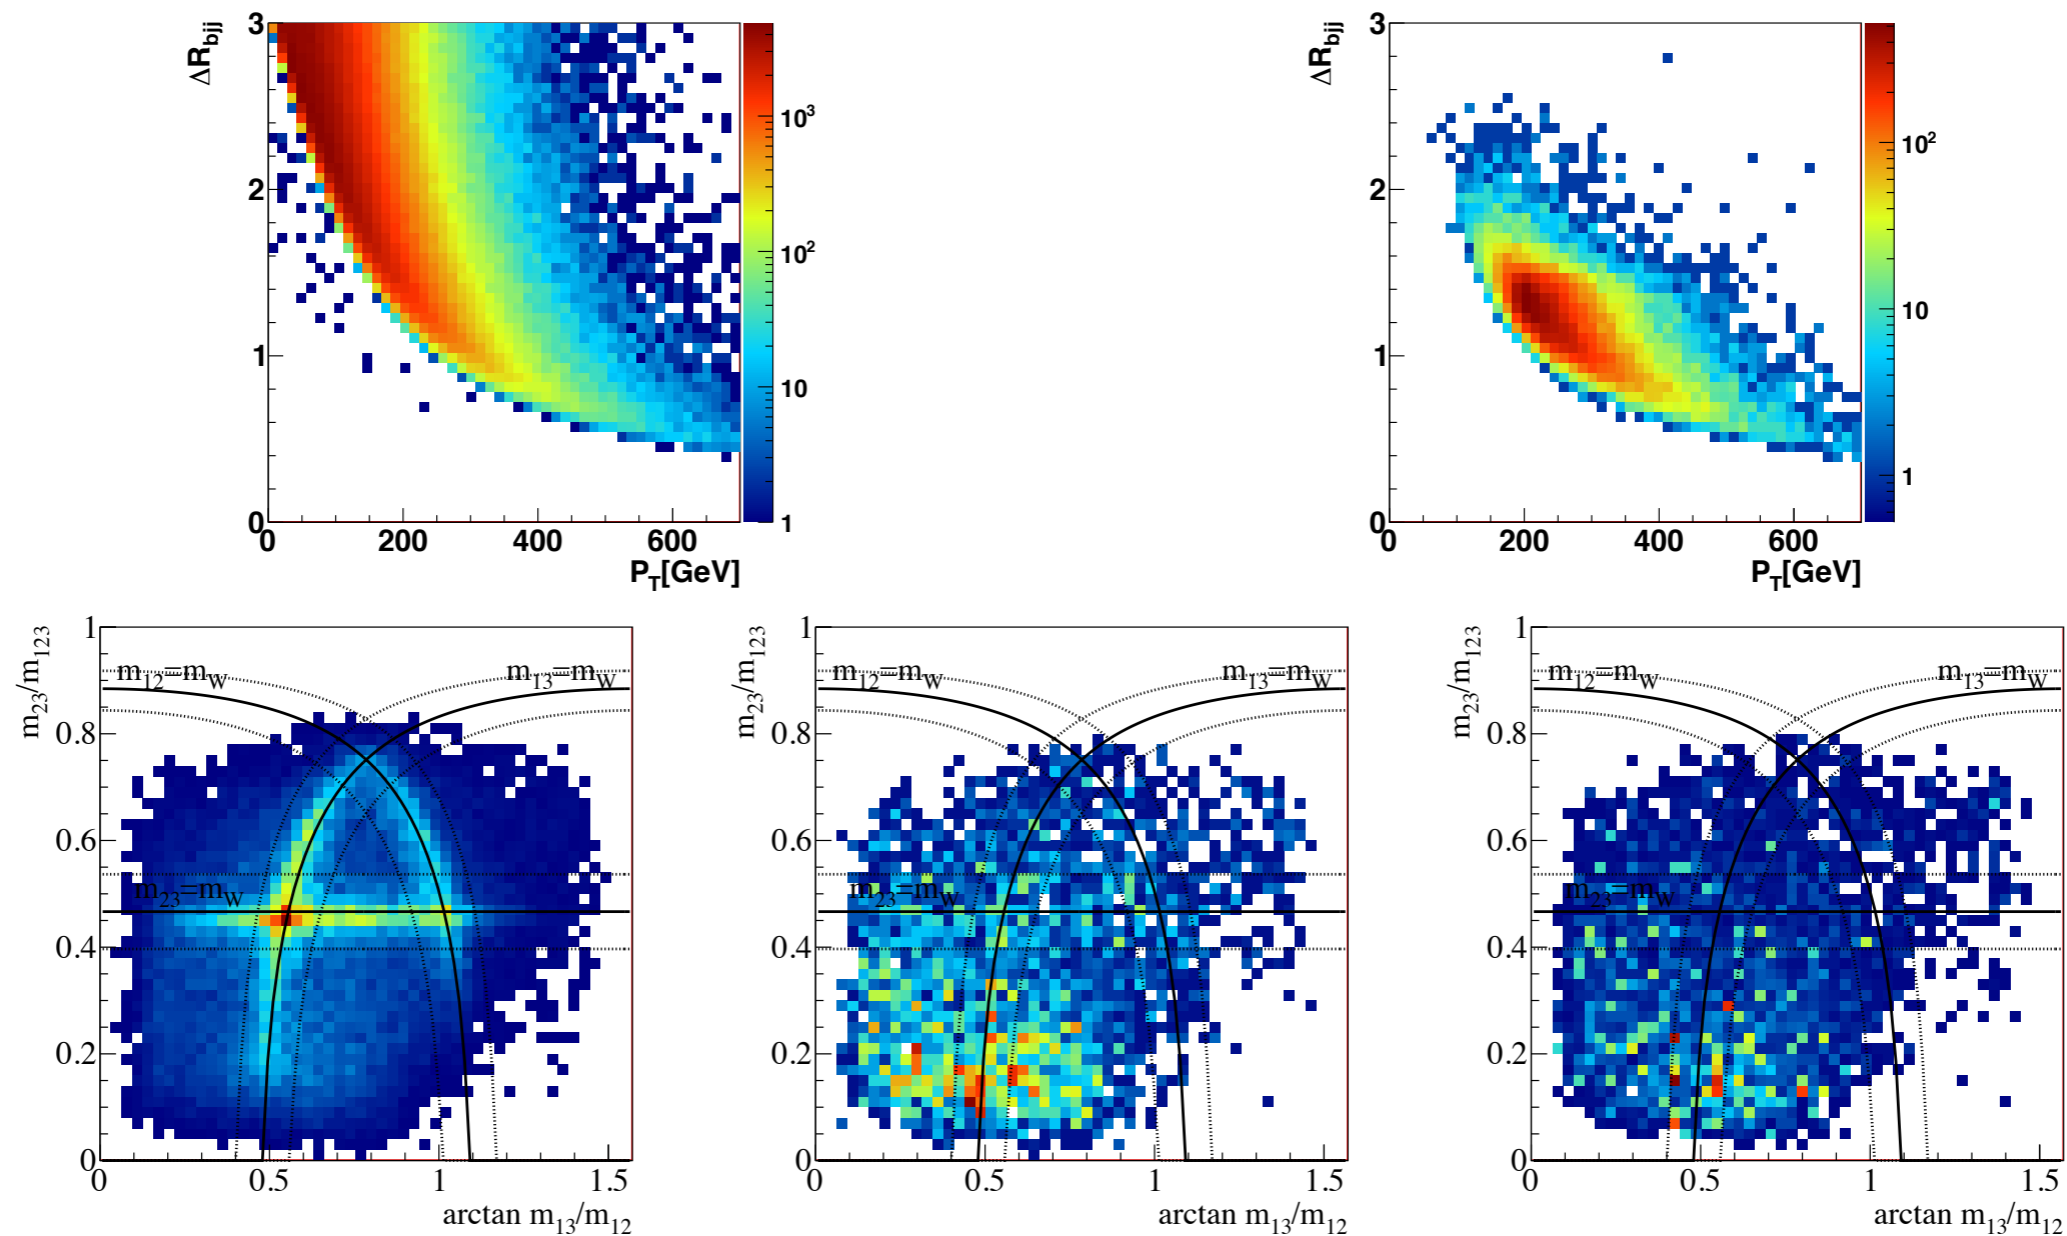 3
ΔR_bjj
2
1
0
0
200
400
600
P_T[GeV]
10^3
10^2
10
1
3
ΔR_bjj
2
1
0
0
200
400
600
P_T[GeV]
10^2
10
1
m_23/m_123
1
0.8
0.6
0.4
0.2
0
m_12=m_W
m_13=m_W
m_23=m_W
0
0.5
1
1.5
arctan m_13/m_12
m_23/m_123
1
0.8
0.6
0.4
0.2
0
m_12=m_W
m_13=m_W
m_23=m_W
0
0.5
1
1.5
arctan m_13/m_12
m_23/m_123
1
0.8
0.6
0.4
0.2
0
m_12=m_W
m_13=m_W
m_23=m_W
0
0.5
1
1.5
arctan m_13/m_12